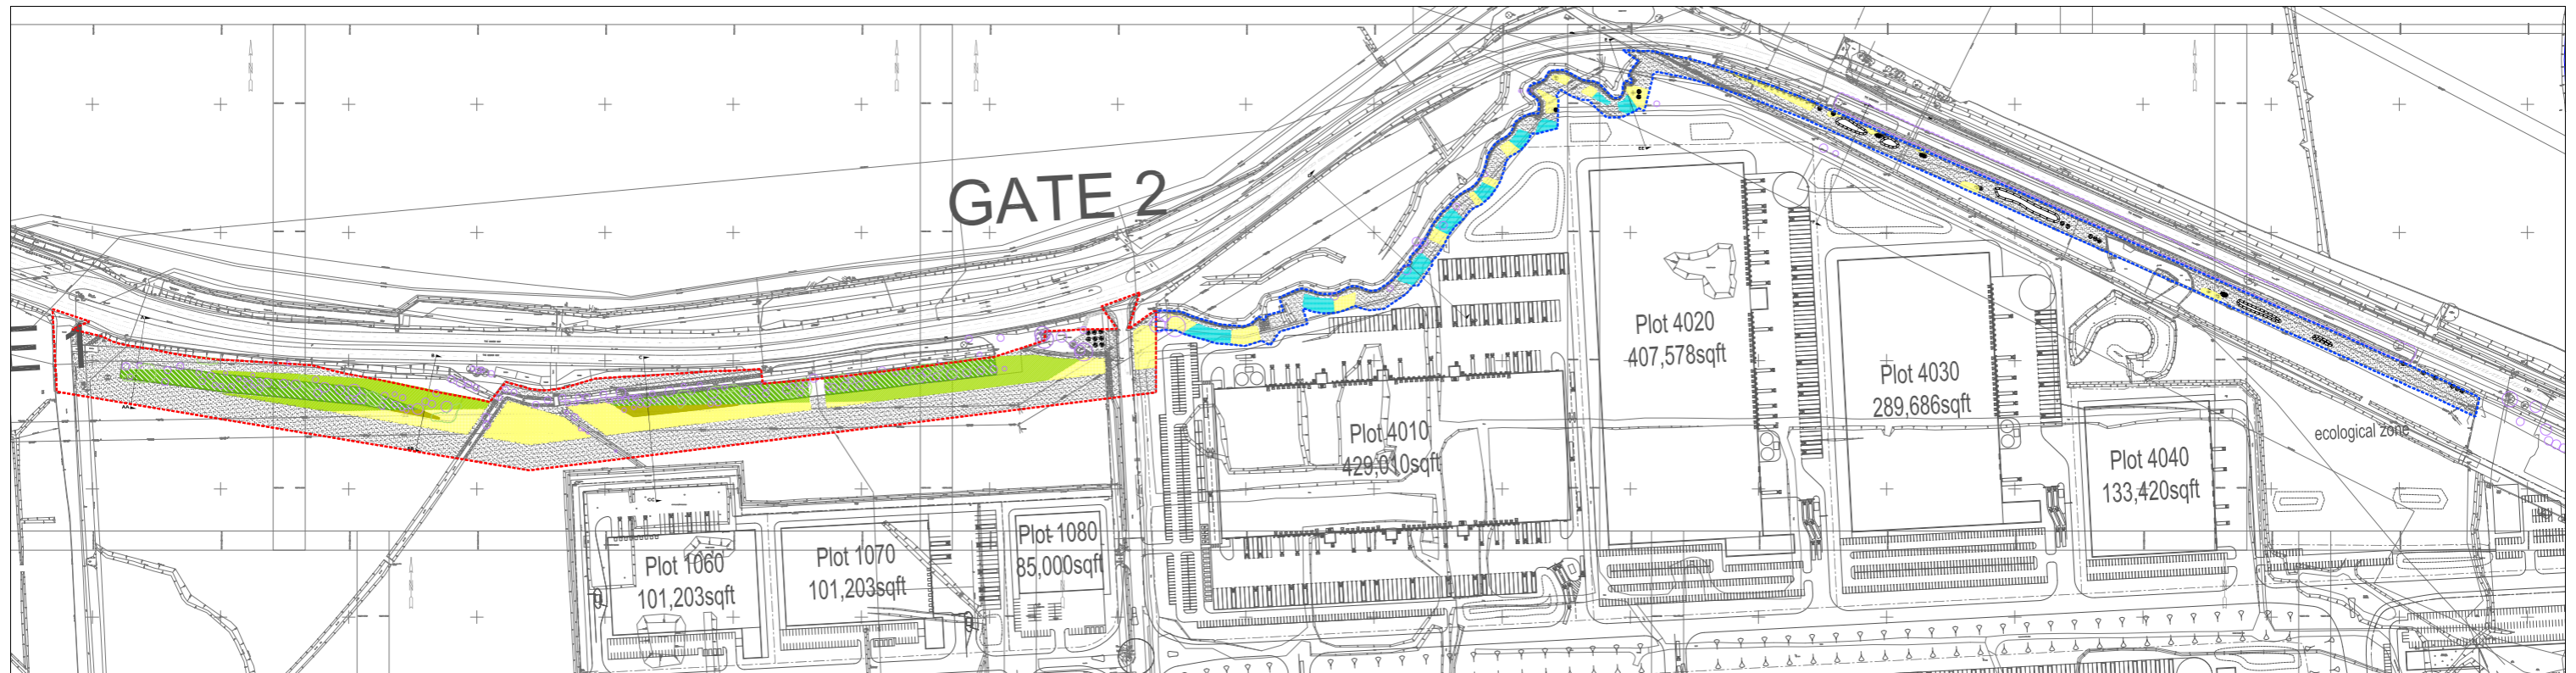 GATE 2
Plot 4020
407,578sqft
Plot 4030
289,686sqft
Plot 4010
429,010sqft
Plot 4040
133,420sqft
ecological zone
Plot 1060
101,203sqft
Plot 1070
101,203sqft
Plot 1080
85,000sqft